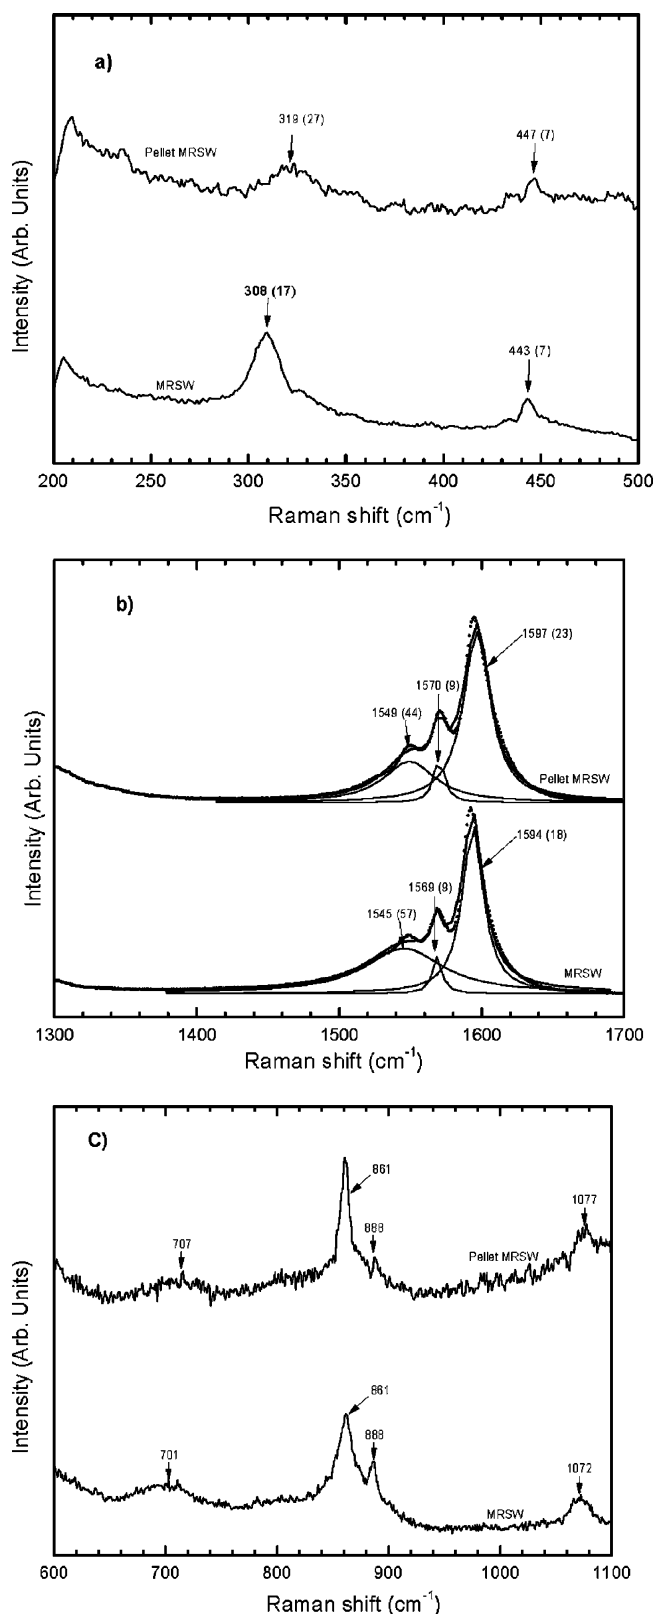 a)
319 (27)
447 (7)
Pellet MRSW
308 (17)
443 (7)
MRSW
Intensity (Arb. Units)
200 250 300 350 400 450 500
Raman shift (cm-1)
b)
1597 (23)
1570 (9)
1549 (44)
Pellet MRSW
1594 (18)
1569 (9)
1545 (57)
MRSW
Intensity (Arb. Units)
1300 1400 1500 1600 1700
Raman shift (cm-1)
C)
861
1077
888
707
Pellet MRSW
861
888
701
1072
MRSW
Intensity (Arb. Units)
600 700 800 900 1000 1100
Raman shift (cm-1)